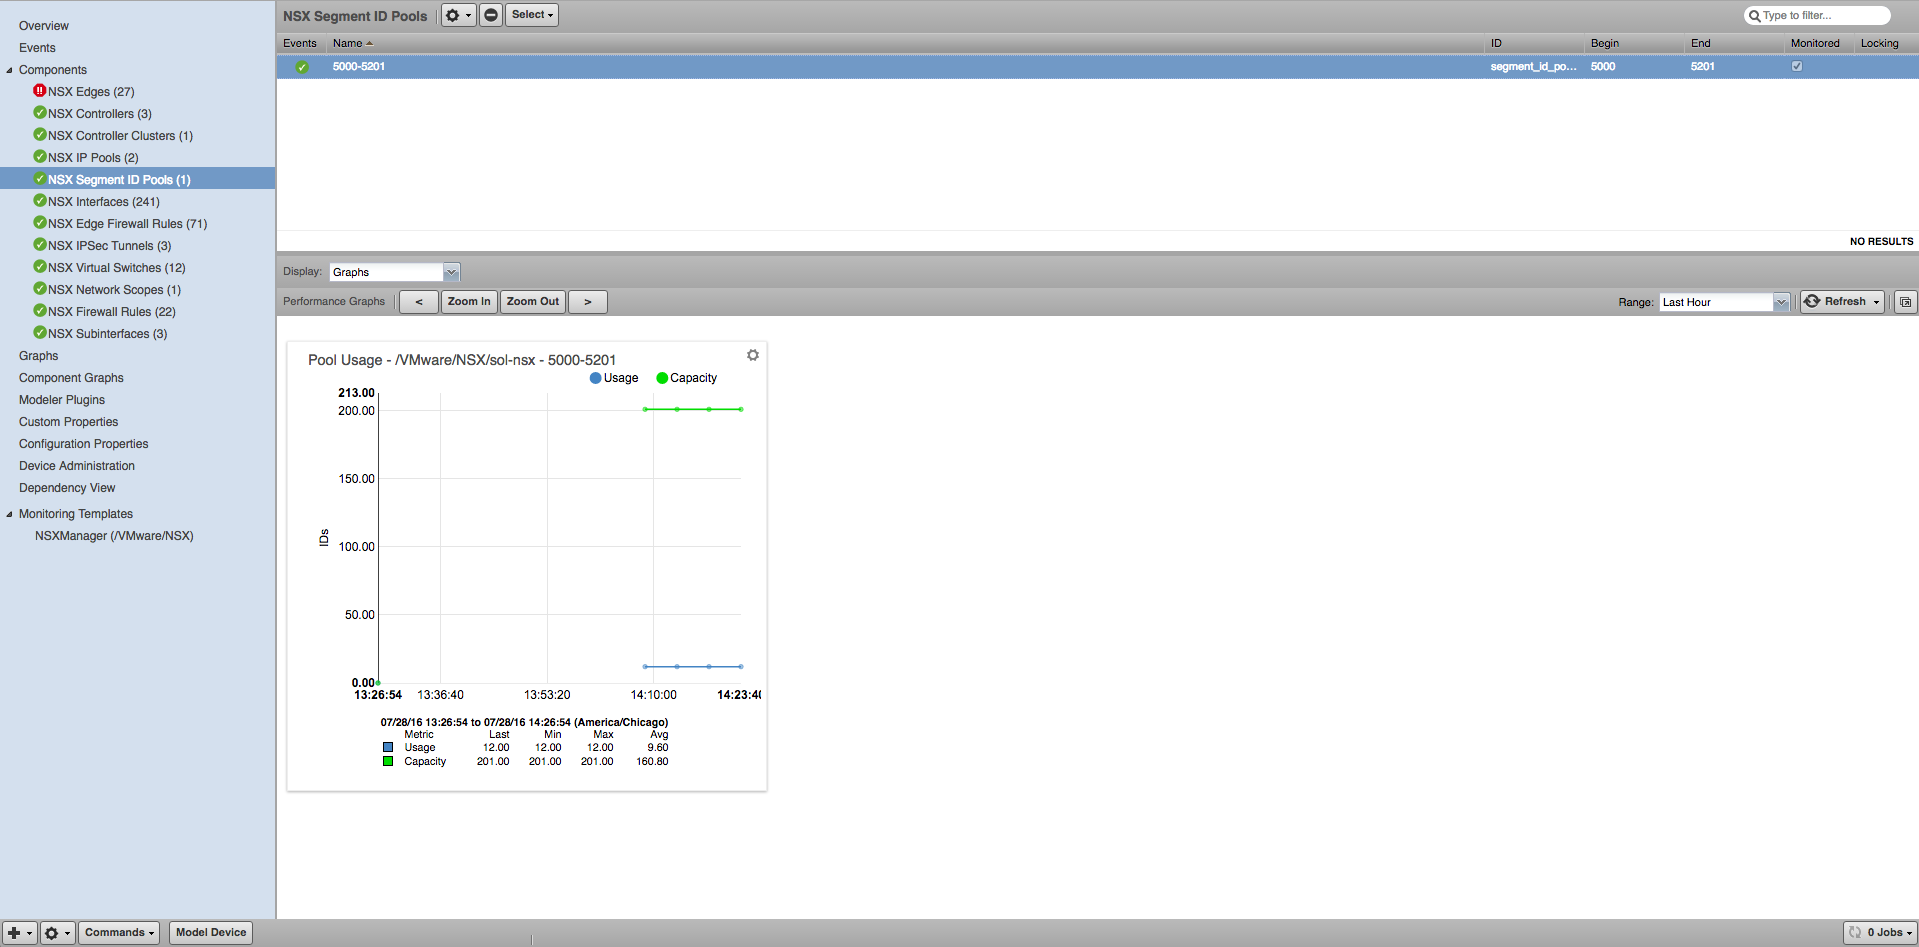 Overview
Events
Components
NSX Edges (27)
NSX Controllers (3)
NSX Controller Clusters (1)
NSX IP Pools (2)
NSX Segment ID Pools (1)
NSX Interfaces (241)
NSX Edge Firewall Rules (71)
NSX IPSec Tunnels (3)
NSX Virtual Switches (12)
NSX Network Scopes (1)
NSX Firewall Rules (22)
NSX Subinterfaces (3)
Graphs
Component Graphs
Modeler Plugins
Custom Properties
Configuration Properties
Device Administration
Dependency View
Monitoring Templates
NSXManager (/VMware/NSX)
NSX Segment ID Pools Select Type to filter...
Events Name ID Begin End Monitored Locking
5000-5201 segment_id_po... 5000 5201
NO RESULTS
Display: Graphs
Performance Graphs < Zoom In Zoom Out > Range: Last Hour Refresh
Pool Usage - /VMware/NSX/sol-nsx - 5000-5201
Usage Capacity
213.00
200.00
150.00
IDs
100.00
50.00
0.00
13:26:54 13:36:40 13:53:20 14:10:00 14:23:40
07/28/16 13:26:54 to 07/28/16 14:26:54 (America/Chicago)
Metric Last Min Max Avg
Usage 12.00 12.00 12.00 9.60
Capacity 201.00 201.00 201.00 160.80
Commands Model Device 0 Jobs